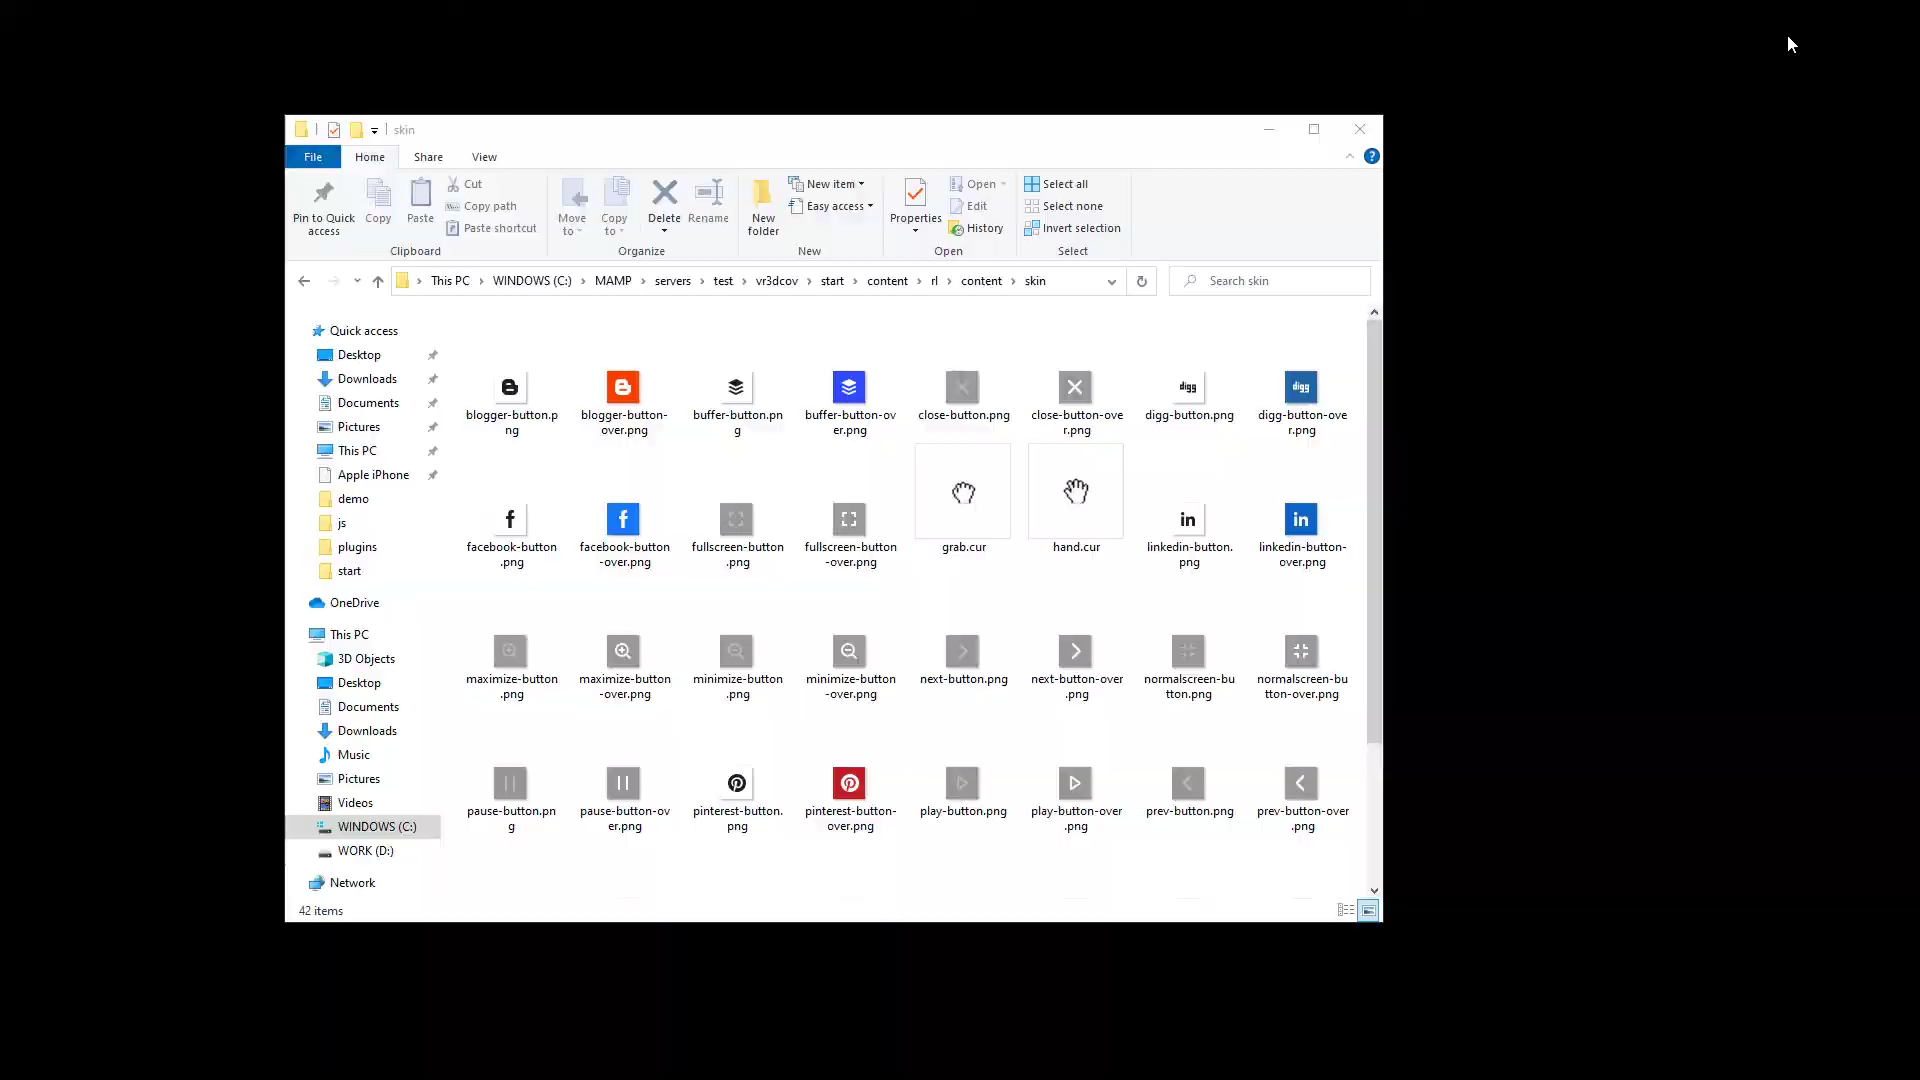 skin
File
Home
Share
View
Pin to Quick
access
Copy
Paste
Cut
Copy path
Paste shortcut
Clipboard
Move
to
Copy
to
Delete
Rename
Organize
New
folder
New item
Easy access
New
Properties
Open
Edit
History
Open
Select all
Select none
Invert selection
Select
This PC > WINDOWS (C:) > MAMP > servers > test > vr3dcov > start > content > rl > content > skin
Search skin
Quick access
Desktop
Downloads
Documents
Pictures
This PC
Apple iPhone
demo
js
plugins
start
OneDrive
This PC
3D Objects
Desktop
Documents
Downloads
Music
Pictures
Videos
WINDOWS (C:)
WORK (D:)
Network
digg
digg
blogger-button.p
ng
blogger-button-
over.png
buffer-button.pn
g
buffer-button-ov
er.png
close-button.png
close-button-ove
r.png
digg-button.png
digg-button-ove
r.png
f
f
in
in
facebook-button
.png
facebook-button
-over.png
fullscreen-button
.png
fullscreen-button
-over.png
grab.cur
hand.cur
linkedin-button.
png
linkedin-button-
over.png
maximize-button
.png
maximize-button
-over.png
minimize-button
.png
minimize-button
-over.png
next-button.png
next-button-over
.png
normalscreen-bu
tton.png
normalscreen-bu
tton-over.png
pause-button.pn
g
pause-button-ov
er.png
pinterest-button.
png
pinterest-button-
over.png
play-button.png
play-button-over
.png
prev-button.png
prev-button-over
.png
42 items